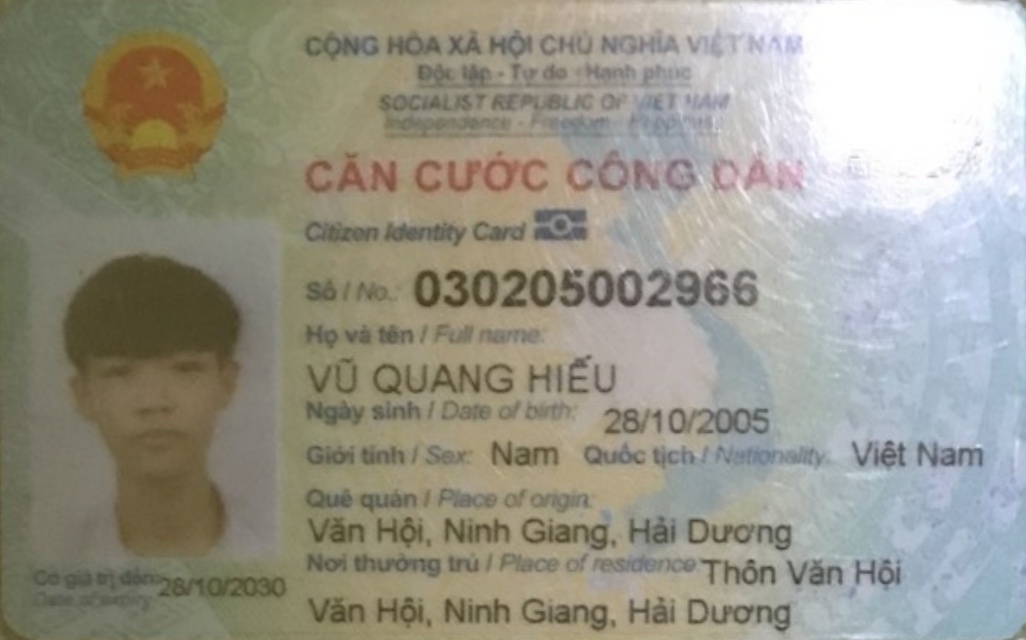 CỘNG HÒA XÃ HỘI CHỦ NGHĨA VIỆT NAM
Độc lập - Tự do - Hạnh phúc
SOCIALIST REPUBLIC OF VIET NAM
Independence - Freedom - Happiness
CĂN CƯỚC CÔNG DÂN
Citizen Identity Card
Số / No.: 030205002966
Họ và tên / Full name:
VŨ QUANG HIẾU
Ngày sinh / Date of birth: 28/10/2005
Giới tính / Sex: Nam Quốc tịch / Nationality: Việt Nam
Quê quán / Place of origin:
Văn Hội, Ninh Giang, Hải Dương
Nơi thường trú / Place of residence: Thôn Văn Hội
Văn Hội, Ninh Giang, Hải Dương
Có giá trị đến: 28/10/2030
Date of expiry